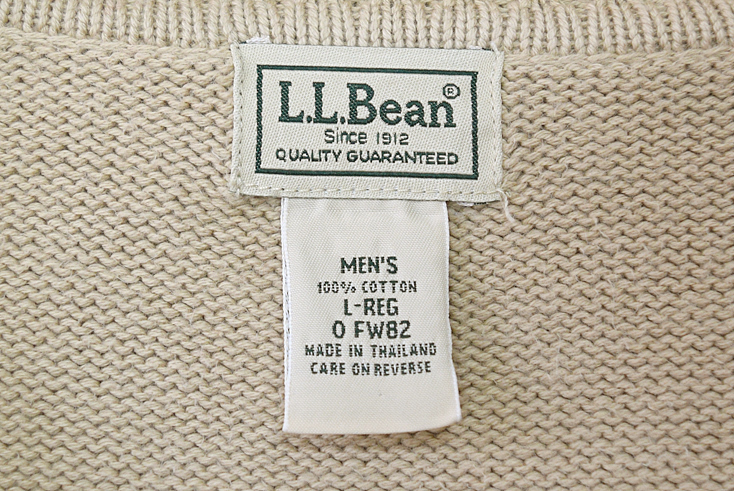 L.L.Bean®
Since 1912
QUALITY GUARANTEED
MEN'S
100% COTTON
L-REG
0 FW82
MADE IN THAILAND
CARE ON REVERSE